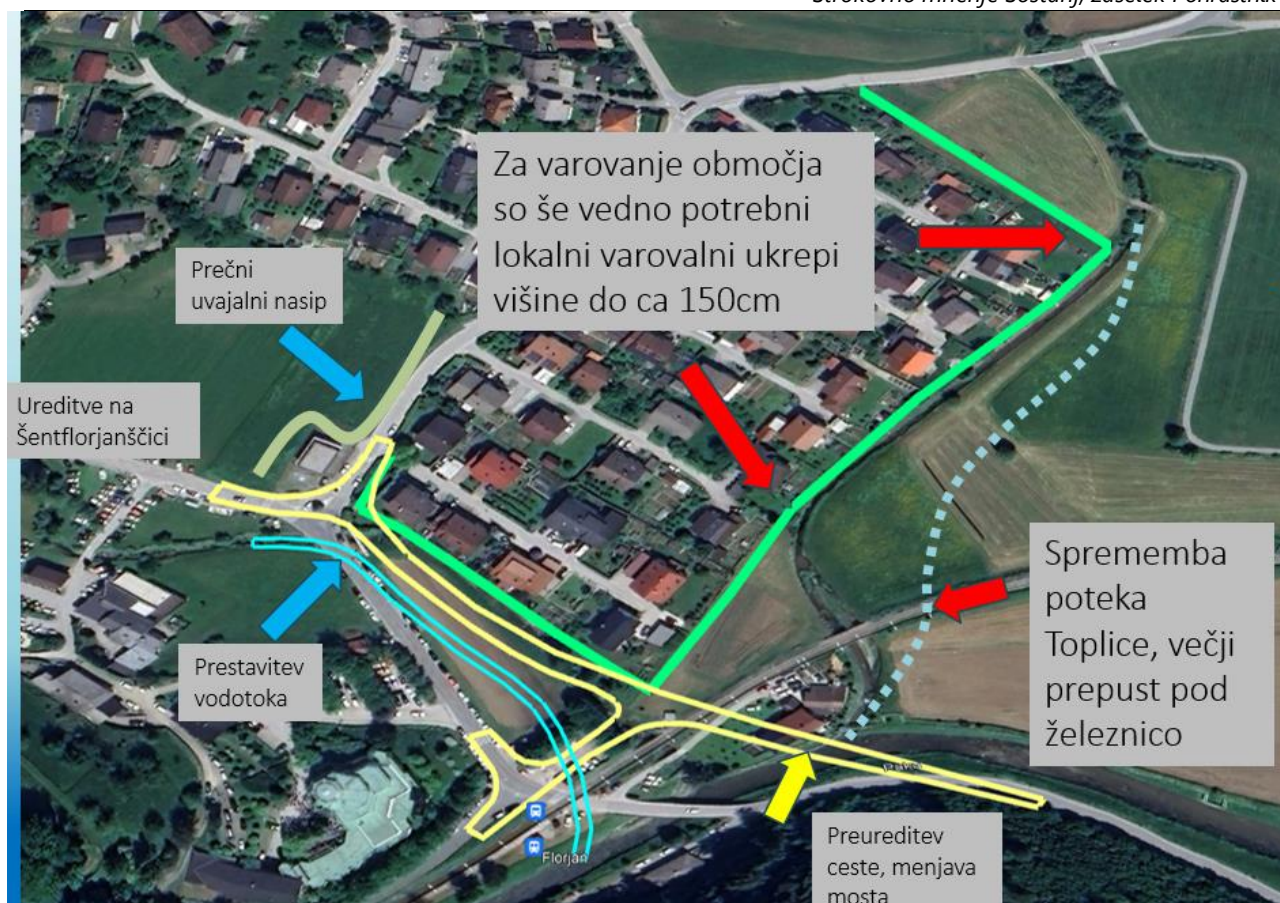 Za varovanje območja
so še vedno potrebni
lokalni varovalni ukrepi
višine do ca 150cm
Prečni
uvajalni nasip
Ureditve na
Šentflorjanščici
Prestavitev
vodotoka
Sprememba
poteka
Toplice, večji
prepust pod
železnico
Preureditev
ceste, menjava
mosta
Florjan